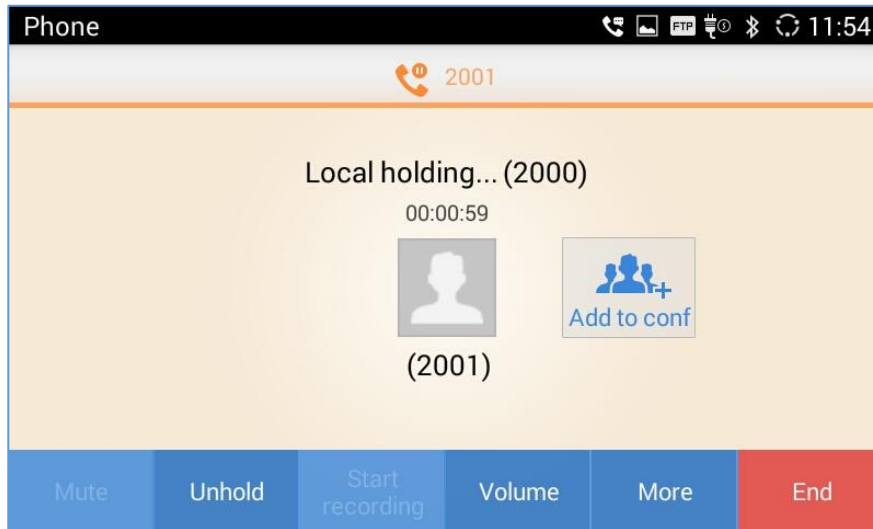 Phone
FTP
11:54
2001
Local holding... (2000)
00:00:59
Add to conf
(2001)
Mute
Unhold
Start
recording
Volume
More
End